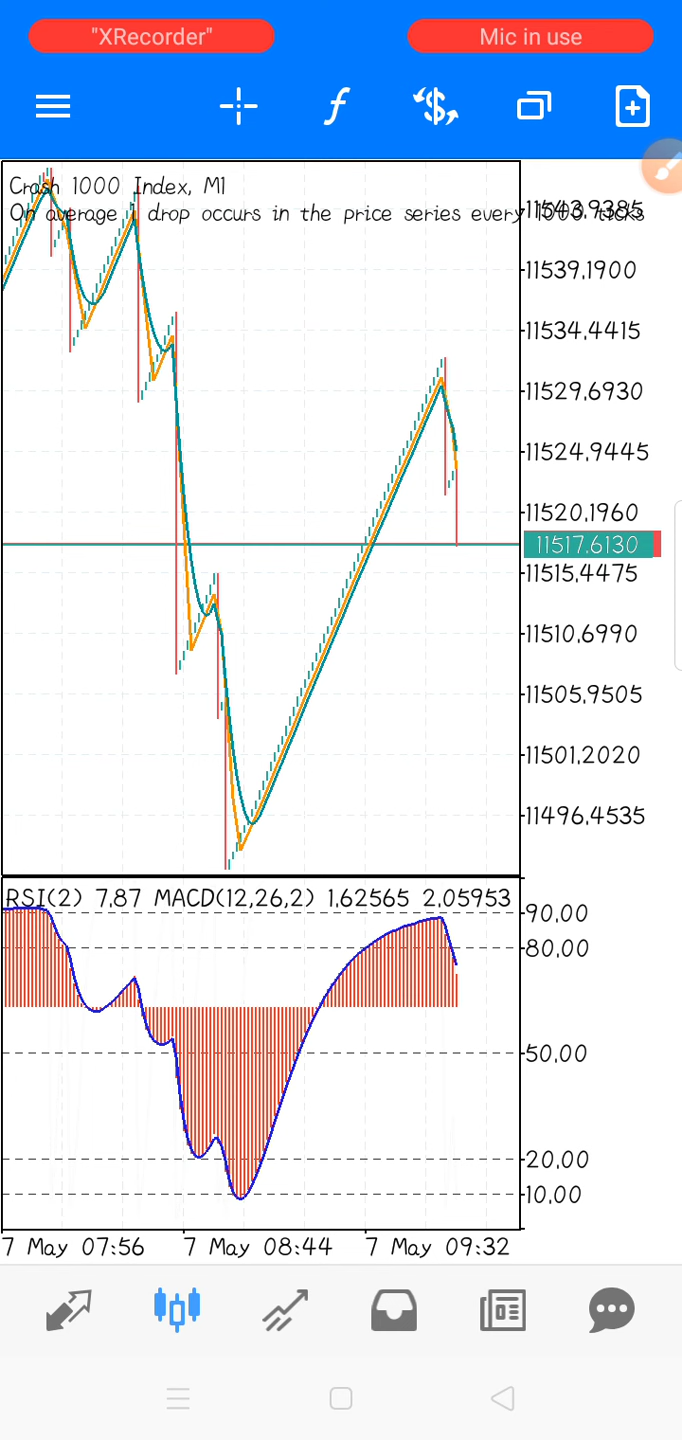 "XRecorder"
Mic in use
Crash 1000 Index, M1
On average drop occurs in the price series every 1000 ticks
11543,9385
11539,1900
11534,4415
11529,6930
11524,9445
11520,1960
11517,6130
11515,4475
11510,6990
11505,9505
11501,2020
11496,4535
RSI(2) 7,87 MACD(12,26,2) 1,62565 2,05953
90,00
80,00
50,00
20,00
10,00
7 May 07:56 7 May 08:44 7 May 09:32